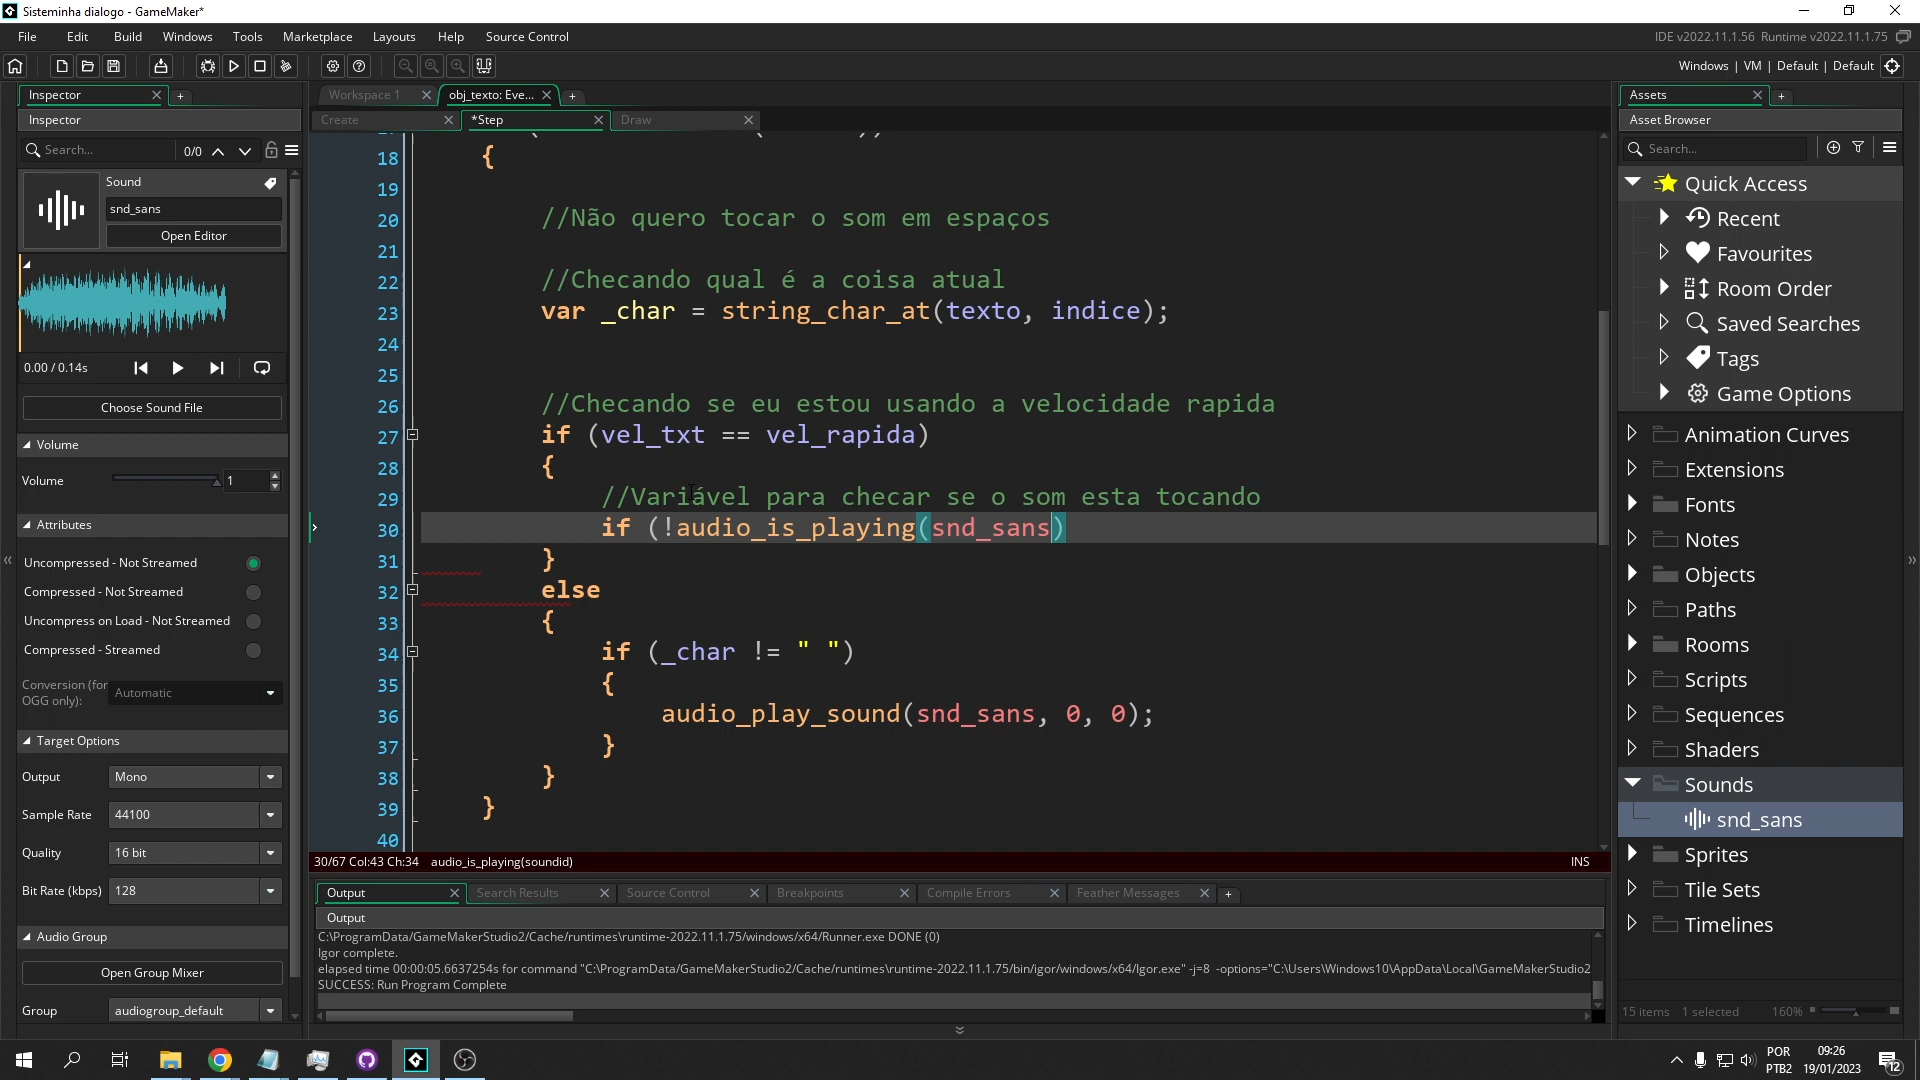 Sisteminha dialogo - GameMaker*
File Edit Build Windows Tools Marketplace Layouts Help Source Control
IDE v2022.11.1.56 Runtime v2022.11.1.75
Windows | VM | Default | Default
Inspector
Inspector
Search...
0/0
Sound
snd_sans
Open Editor
0.00 / 0.14s
Choose Sound File
Volume
Volume 1
Attributes
Uncompressed - Not Streamed
Compressed - Not Streamed
Uncompress on Load - Not Streamed
Compressed - Streamed
Conversion (for
OGG only): Automatic
Target Options
Output Mono
Sample Rate 44100
Quality 16 bit
Bit Rate (kbps) 128
Audio Group
Open Group Mixer
Group audiogroup_default
Workspace 1 obj_texto: Eve...
Create *Step Draw
18 {
19
20 //Não quero tocar o som em espaços
21
22 //Checando qual é a coisa atual
23 var _char = string_char_at(texto, indice);
24
25
26 //Checando se eu estou usando a velocidade rapida
27 if (vel_txt == vel_rapida)
28 {
29 //Variável para checar se o som esta tocando
30 if (!audio_is_playing(snd_sans)
31 }
32 else
33 {
34 if (_char != " ")
35 {
36 audio_play_sound(snd_sans, 0, 0);
37 }
38 }
39 }
40
30/67 Col:43 Ch:34 audio_is_playing(soundid) INS
Output Search Results Source Control Breakpoints Compile Errors Feather Messages
Output
C:\ProgramData/GameMakerStudio2/Cache/runtimes\runtime-2022.11.1.75/windows/x64/Runner.exe DONE (0)
Igor complete.
elapsed time 00:00:05.6637254s for command "C:\ProgramData/GameMakerStudio2/Cache/runtimes\runtime-2022.11.1.75/bin/igor/windows/x64/Igor.exe" -j=8 -options="C:\Users\Windows10\AppData\Local\GameMakerStudio2
SUCCESS: Run Program Complete
Assets
Asset Browser
Search...
Quick Access
Recent
Favourites
Room Order
Saved Searches
Tags
Game Options
Animation Curves
Extensions
Fonts
Notes
Objects
Paths
Rooms
Scripts
Sequences
Shaders
Sounds
snd_sans
Sprites
Tile Sets
Timelines
15 items 1 selected 160%
POR
PTB2
09:26
19/01/2023
12